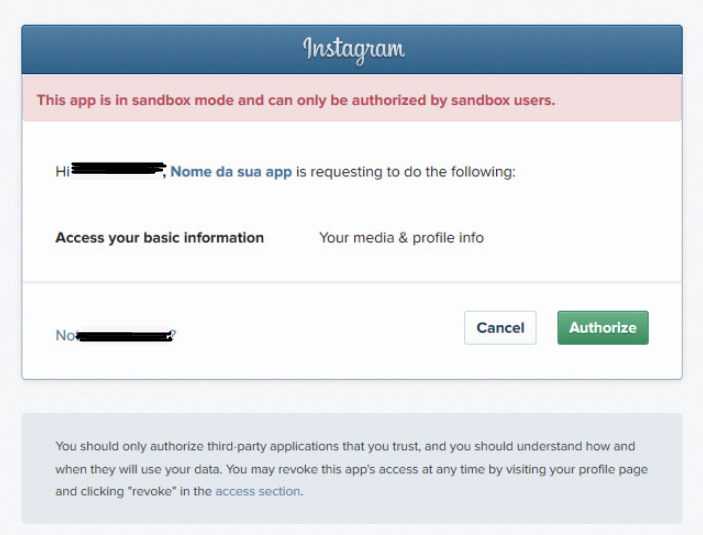 Instagram
This app is in sandbox mode and can only be authorized by sandbox users.
Hi , Nome da sua app is requesting to do the following:
Access your basic information Your media & profile info
Not ?
Cancel Authorize
You should only authorize third-party applications that you trust, and you should understand how and
when they will use your data. You may revoke this app's access at any time by visiting your profile page
and clicking "revoke" in the access section.